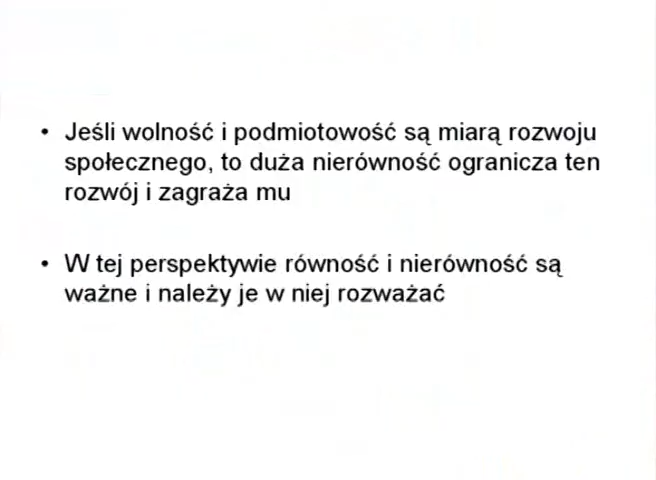 • Jeśli wolność i podmiotowość są miarą rozwoju
społecznego, to duża nierówność ogranicza ten
rozwój i zagraża mu
• W tej perspektywie równość i nierówność są
ważne i należy je w niej rozważać